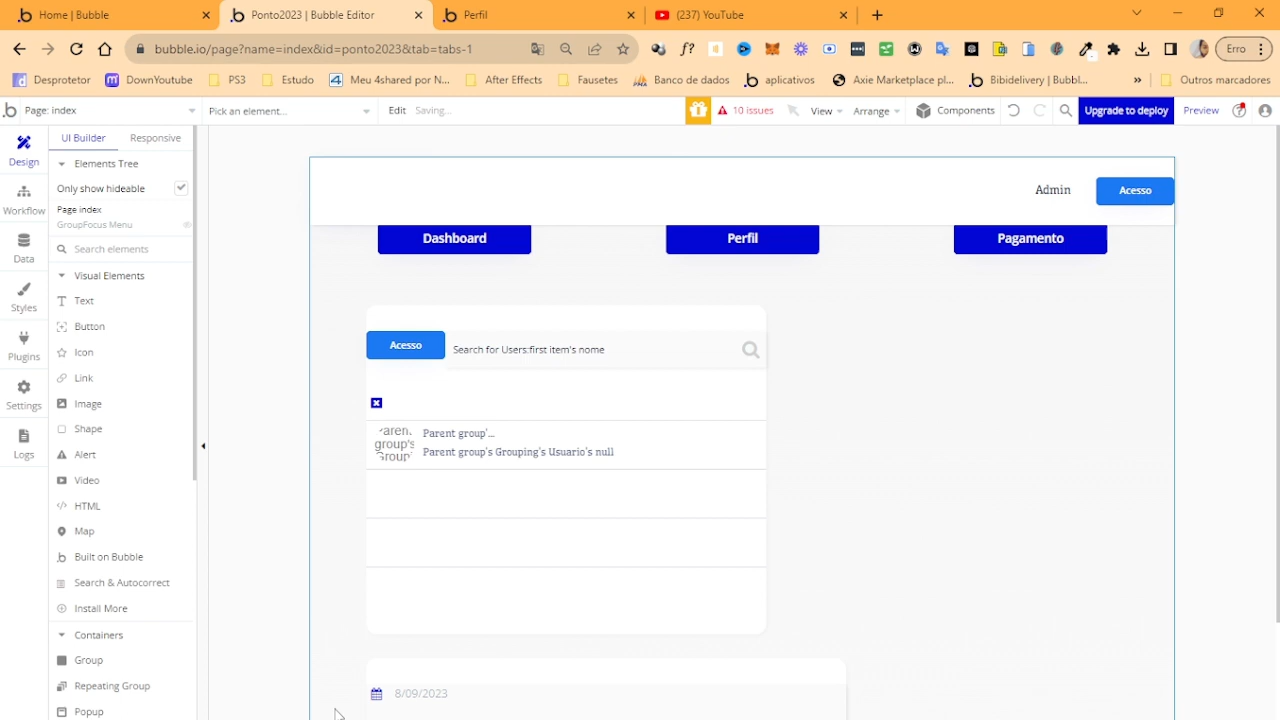 Home | Bubble
Ponto2023 | Bubble Editor
Perfil
(237) YouTube
bubble.io/page?name=index&id=ponto2023&tab=tabs-1
Erro
Desprotetor
DownYoutube
PS3
Estudo
Meu 4shared por N...
After Effects
Fausetes
Banco de dados
aplicativos
Axie Marketplace pl...
Bibidelivery | Bubbl...
Outros marcadores
Page: index
Pick an element...
Edit
Saving...
10 issues
View
Arrange
Components
Upgrade to deploy
Preview
Design
Workflow
Data
Styles
Plugins
Settings
Logs
UI Builder
Responsive
Elements Tree
Only show hideable
Page index
GroupFocus Menu
Search elements
Visual Elements
Text
Button
Icon
Link
Image
Shape
Alert
Video
HTML
Map
Built on Bubble
Search & Autocorrect
Install More
Containers
Group
Repeating Group
Popup
Admin
Acesso
Dashboard
Perfil
Pagamento
Acesso
Search for Users:first item's nome
group's
Parent group'...
Parent group's Grouping's Usuario's null
8/09/2023